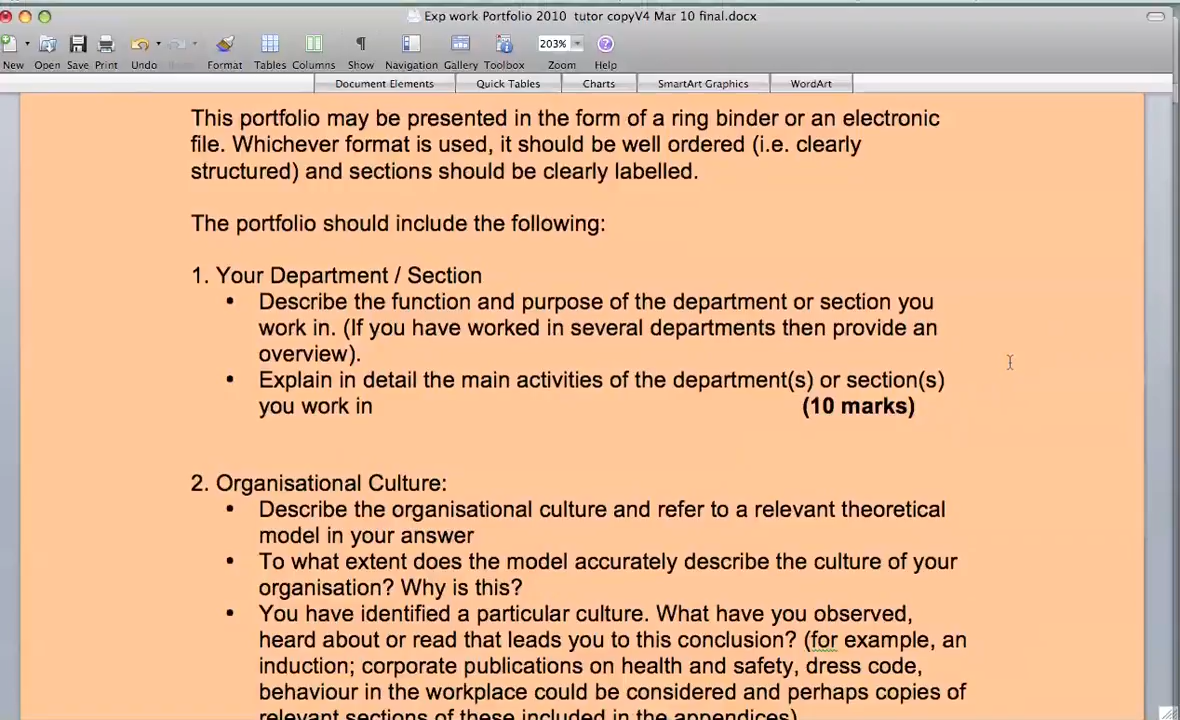 Exp work Portfolio 2010  tutor copyV4 Mar 10 final.docx
203%
New Open Save Print Undo Format Tables Columns Show Navigation Gallery Toolbox Zoom Help
Document Elements Quick Tables Charts SmartArt Graphics WordArt
This portfolio may be presented in the form of a ring binder or an electronic
file. Whichever format is used, it should be well ordered (i.e. clearly
structured) and sections should be clearly labelled.
The portfolio should include the following:
1. Your Department / Section
• Describe the function and purpose of the department or section you
work in. (If you have worked in several departments then provide an
overview).
• Explain in detail the main activities of the department(s) or section(s)
you work in (10 marks)
2. Organisational Culture:
• Describe the organisational culture and refer to a relevant theoretical
model in your answer
• To what extent does the model accurately describe the culture of your
organisation? Why is this?
• You have identified a particular culture. What have you observed,
heard about or read that leads you to this conclusion? (for example, an
induction; corporate publications on health and safety, dress code,
behaviour in the workplace could be considered and perhaps copies of
relevant sections of these included in the appendices)